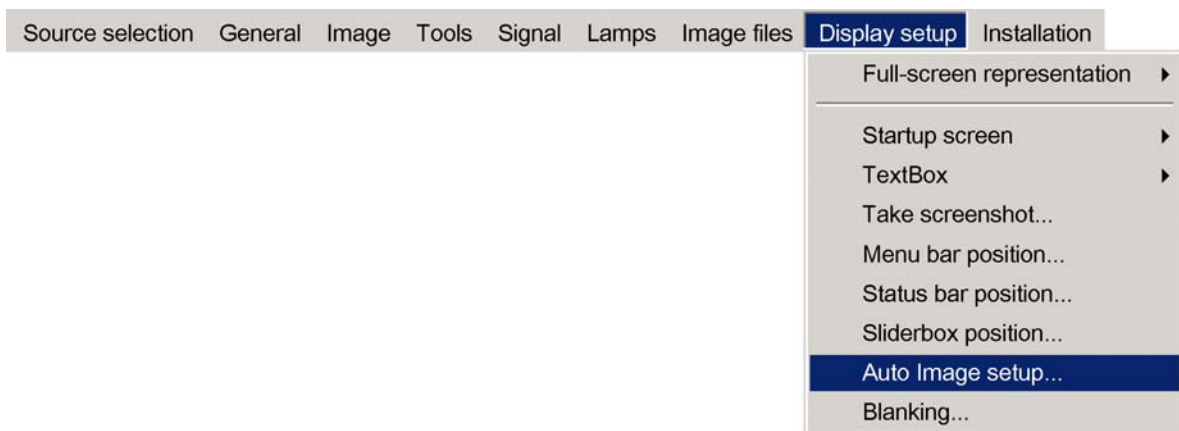 Source selection General Image Tools Signal Lamps Image files Display setup Installation
Full-screen representation
Startup screen
TextBox
Take screenshot...
Menu bar position...
Status bar position...
Sliderbox position...
Auto Image setup...
Blanking...